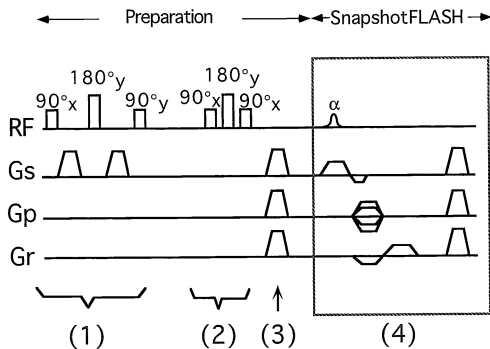 Preparation SnapshotFLASH
90°x 180°y 90°y 90°x 180°y 90°x α
RF
Gs
Gp
Gr
(1) (2) (3) (4)